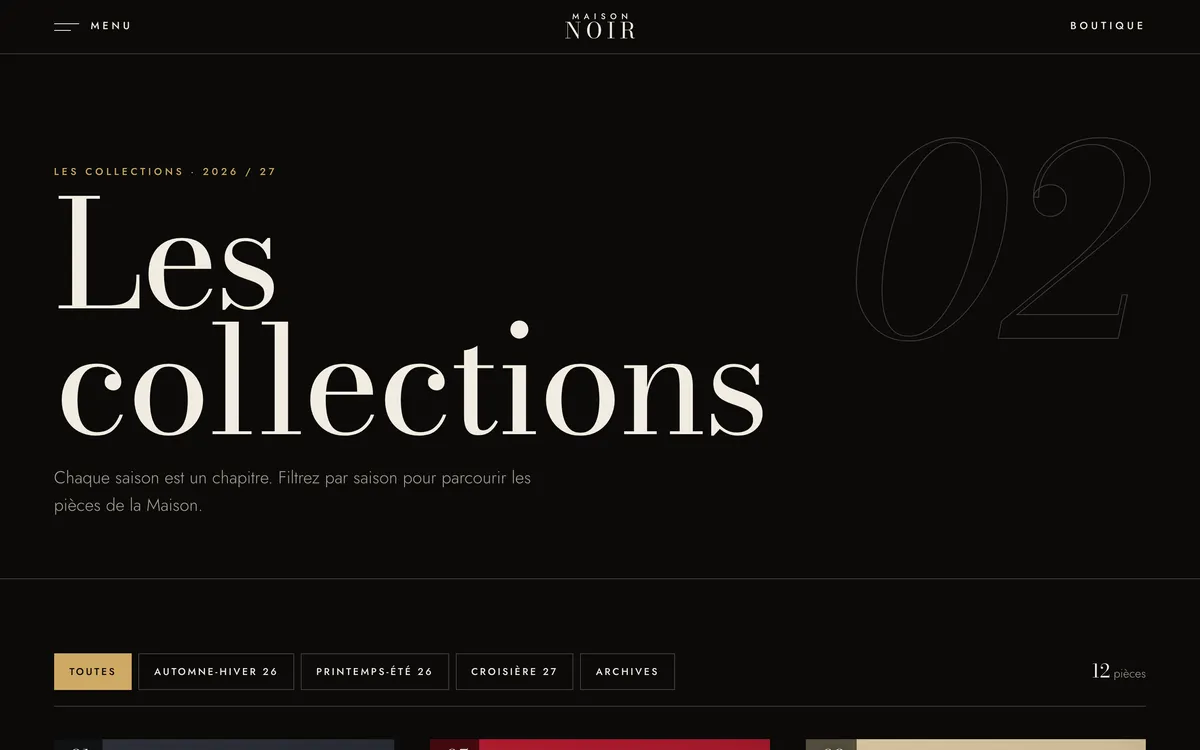 MENU
MAISON
NOIR
BOUTIQUE
02
LES COLLECTIONS · 2026 / 27
Les
collections
Chaque saison est un chapitre. Filtrez par saison pour parcourir les
pièces de la Maison.
TOUTES
AUTOMNE-HIVER 26
PRINTEMPS-ÉTÉ 26
CROISIÈRE 27
ARCHIVES
12 pièces